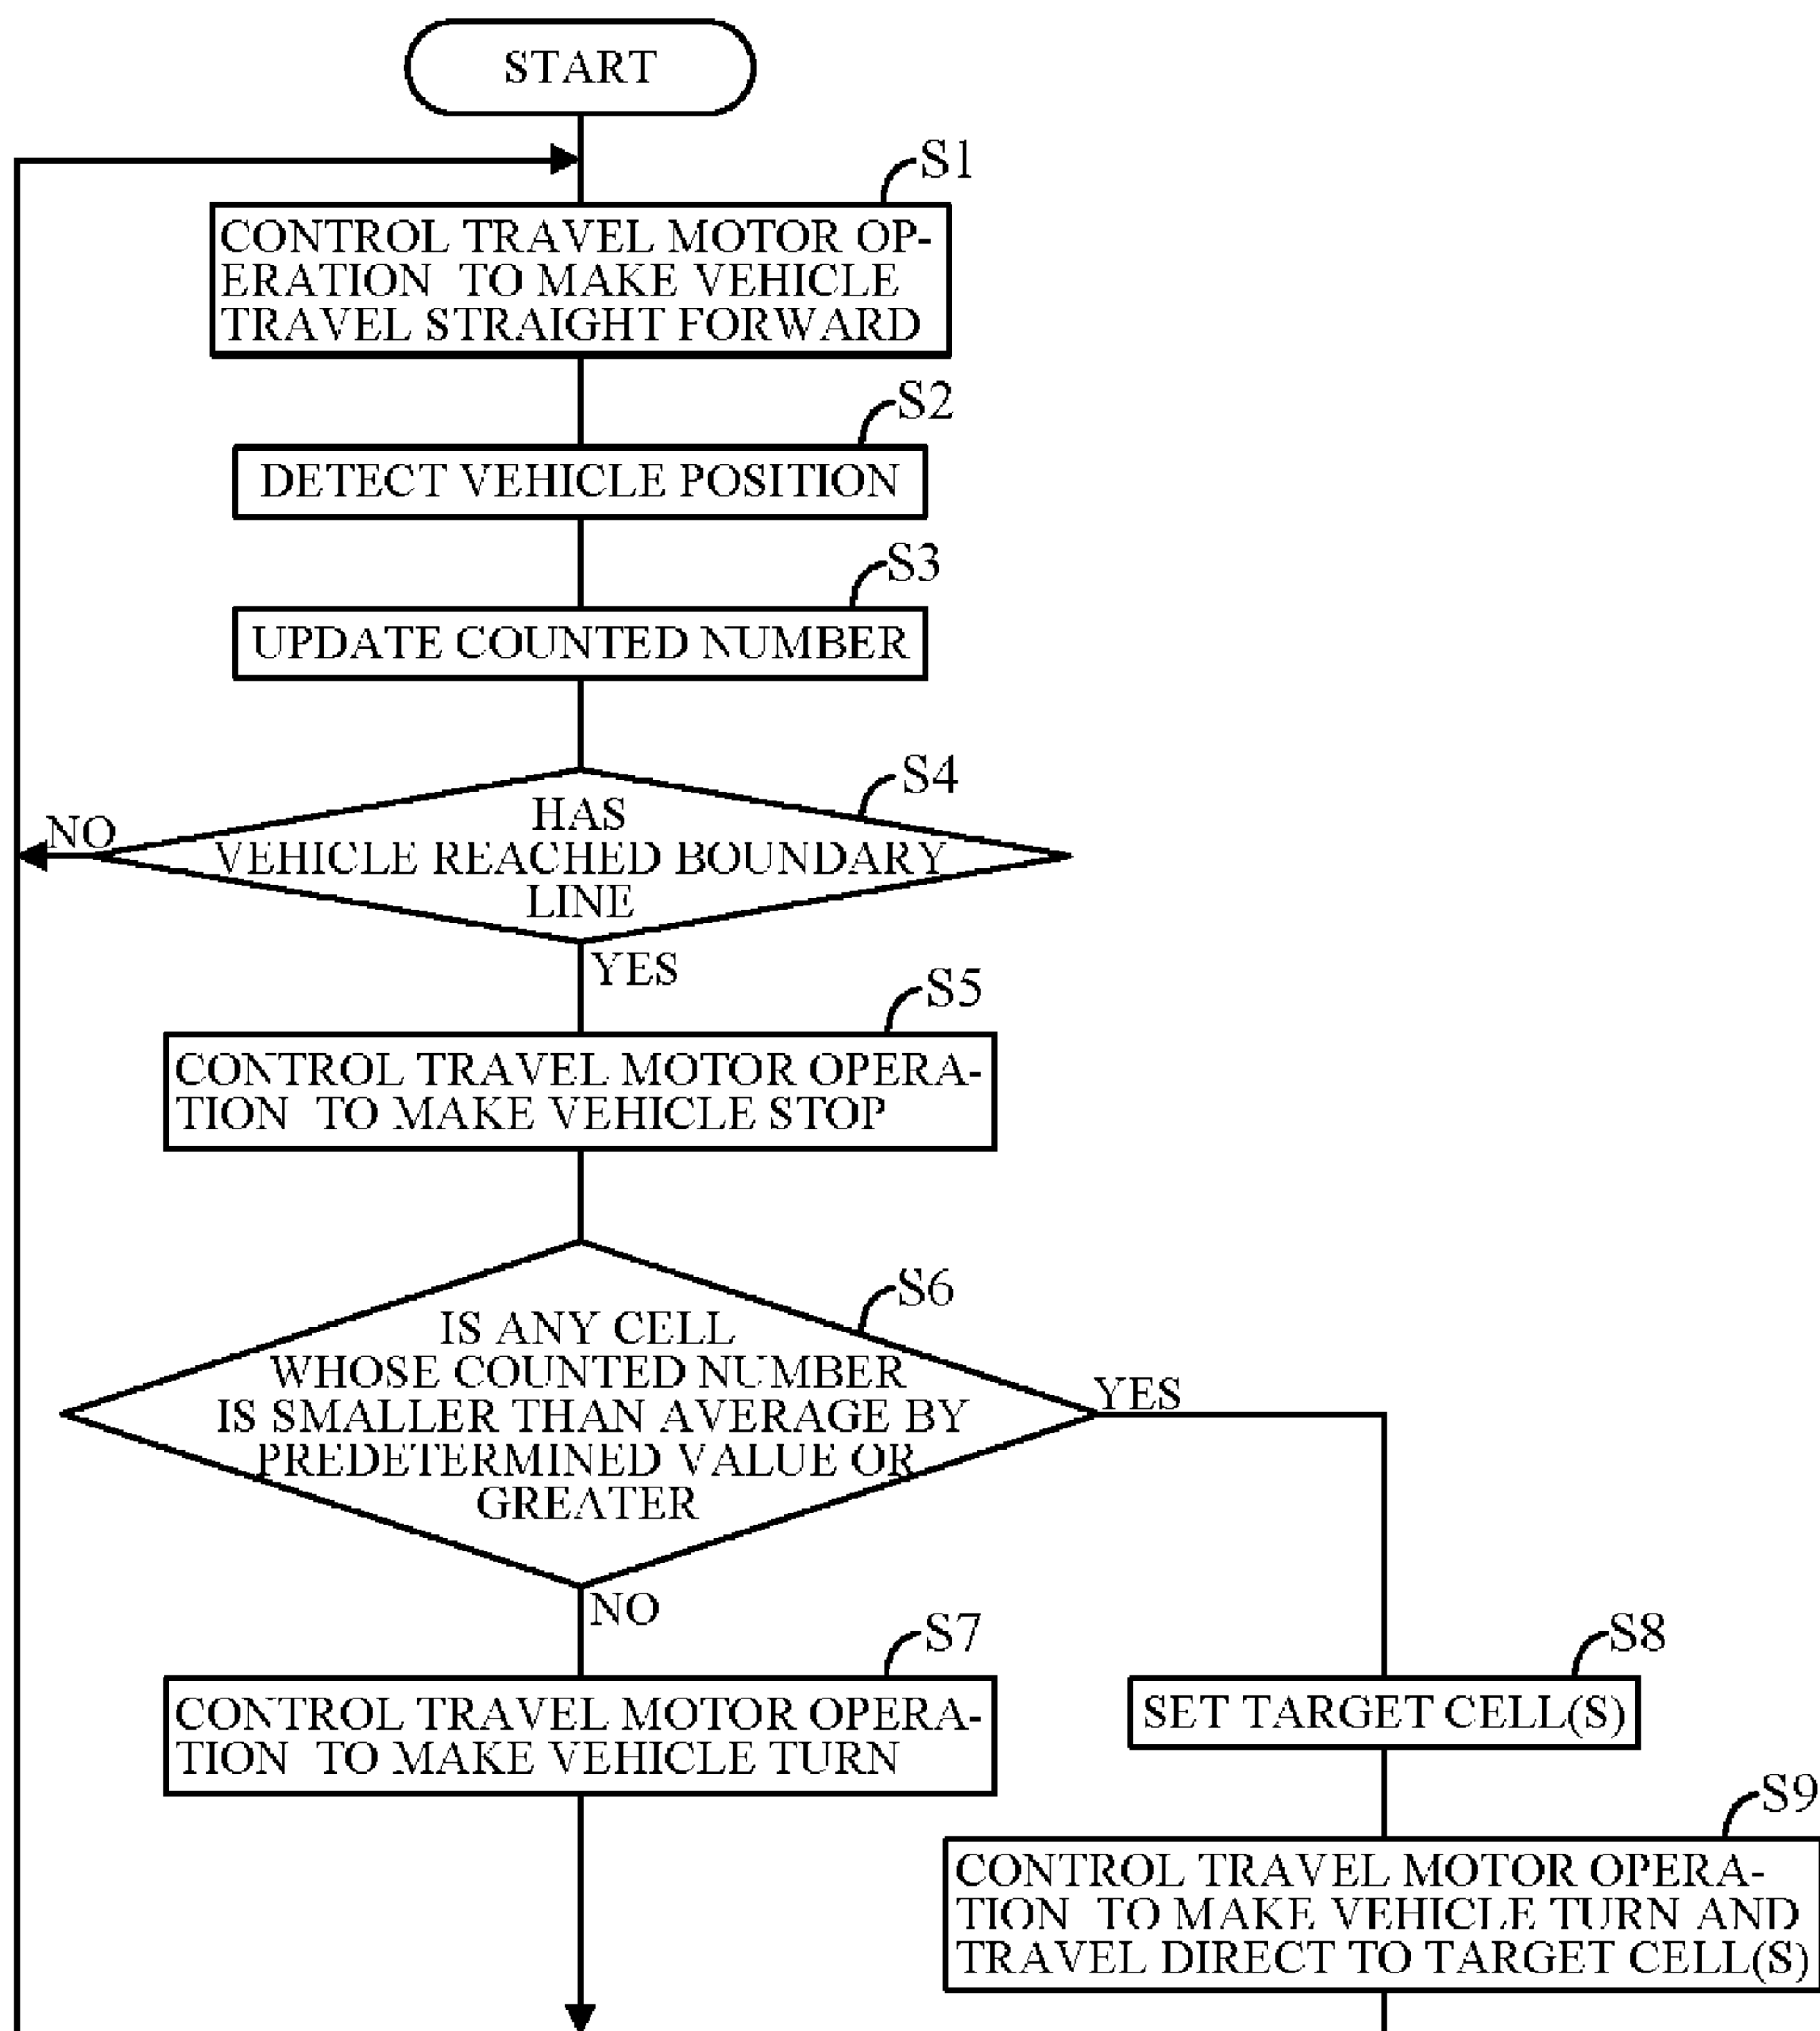 START
S1
CONTROL TRAVEL MOTOR OP-
ERATION TO MAKE VEHICLE
TRAVEL STRAIGHT FORWARD
S2
DETECT VEHICLE POSITION
S3
UPDATE COUNTED NUMBER
S4
HAS
VEHICLE REACHED BOUNDARY
LINE
NO
YES
S5
CONTROL TRAVEL MOTOR OPERA-
TION TO MAKE VEHICLE STOP
S6
IS ANY CELL
WHOSE COUNTED NUMBER
IS SMALLER THAN AVERAGE BY
PREDETERMINED VALUE OR
GREATER
YES
NO
S7
CONTROL TRAVEL MOTOR OPERA-
TION TO MAKE VEHICLE TURN
S8
SET TARGET CELL(S)
S9
CONTROL TRAVEL MOTOR OPERA-
TION TO MAKE VEHICLE TURN AND
TRAVEL DIRECT TO TARGET CELL(S)